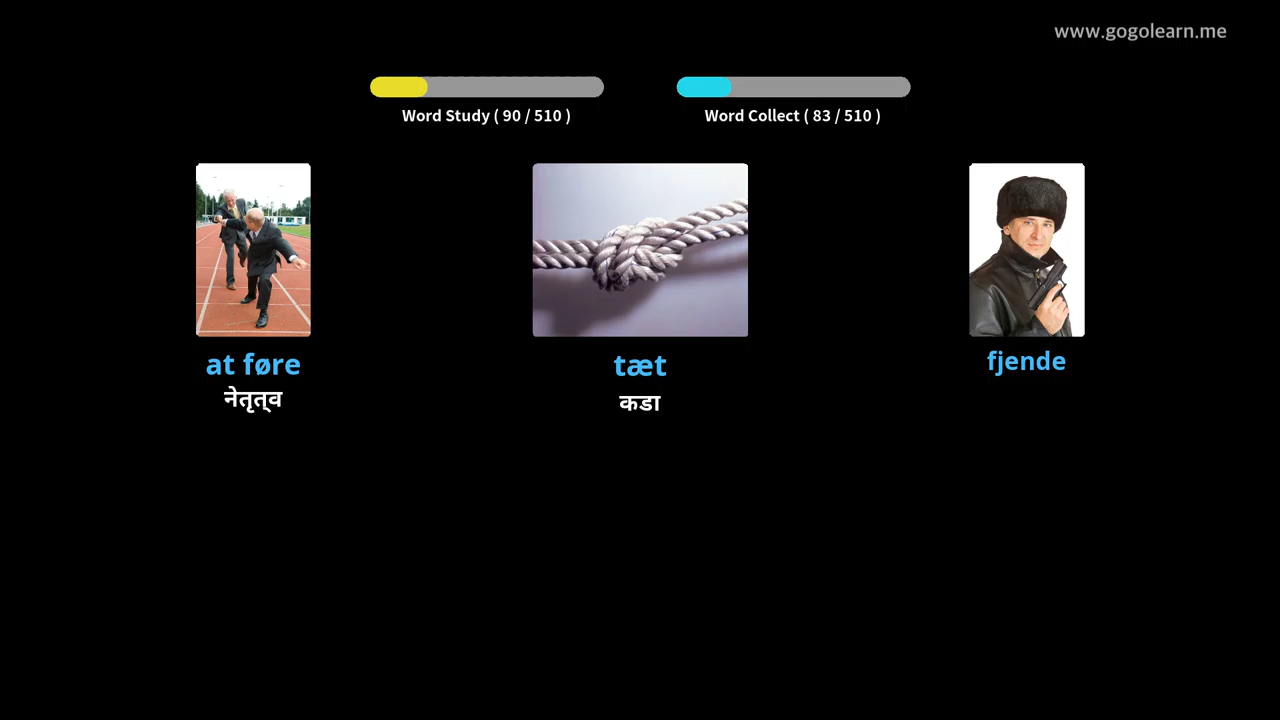 www.gogolearn.me
Word Study ( 90 / 510 )
Word Collect ( 83 / 510 )
at føre
नेतृत्व
tæt
कडा
fjende